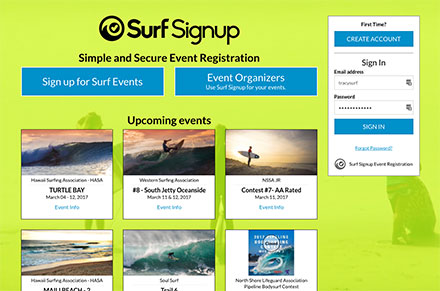 Surf Signup
Simple and Secure Event Registration
Sign up for Surf Events
Event Organizers
Use Surf Signup for your events.
Upcoming events
Hawaii Surfing Association - HASA
TURTLE BAY
March 04 - 12, 2017
Event Info
Western Surfing Association
#8 - South Jetty Oceanside
March 11 & 12, 2017
Event Info
NSSA JR
Contest #7- AA Rated
March 11, 2017
Event Info
Hawaii Surfing Association - HASA
MAILI BEACH - 2
Soul Surf
Trail 6
2017 PIPELINE
BODYSURFING
North Shore Lifeguard Association
Pipeline Bodysurf Contest
First Time?
CREATE ACCOUNT
Sign In
Email address
tracysurf
Password
SIGN IN
Forgot Password?
Surf Signup Event Registration